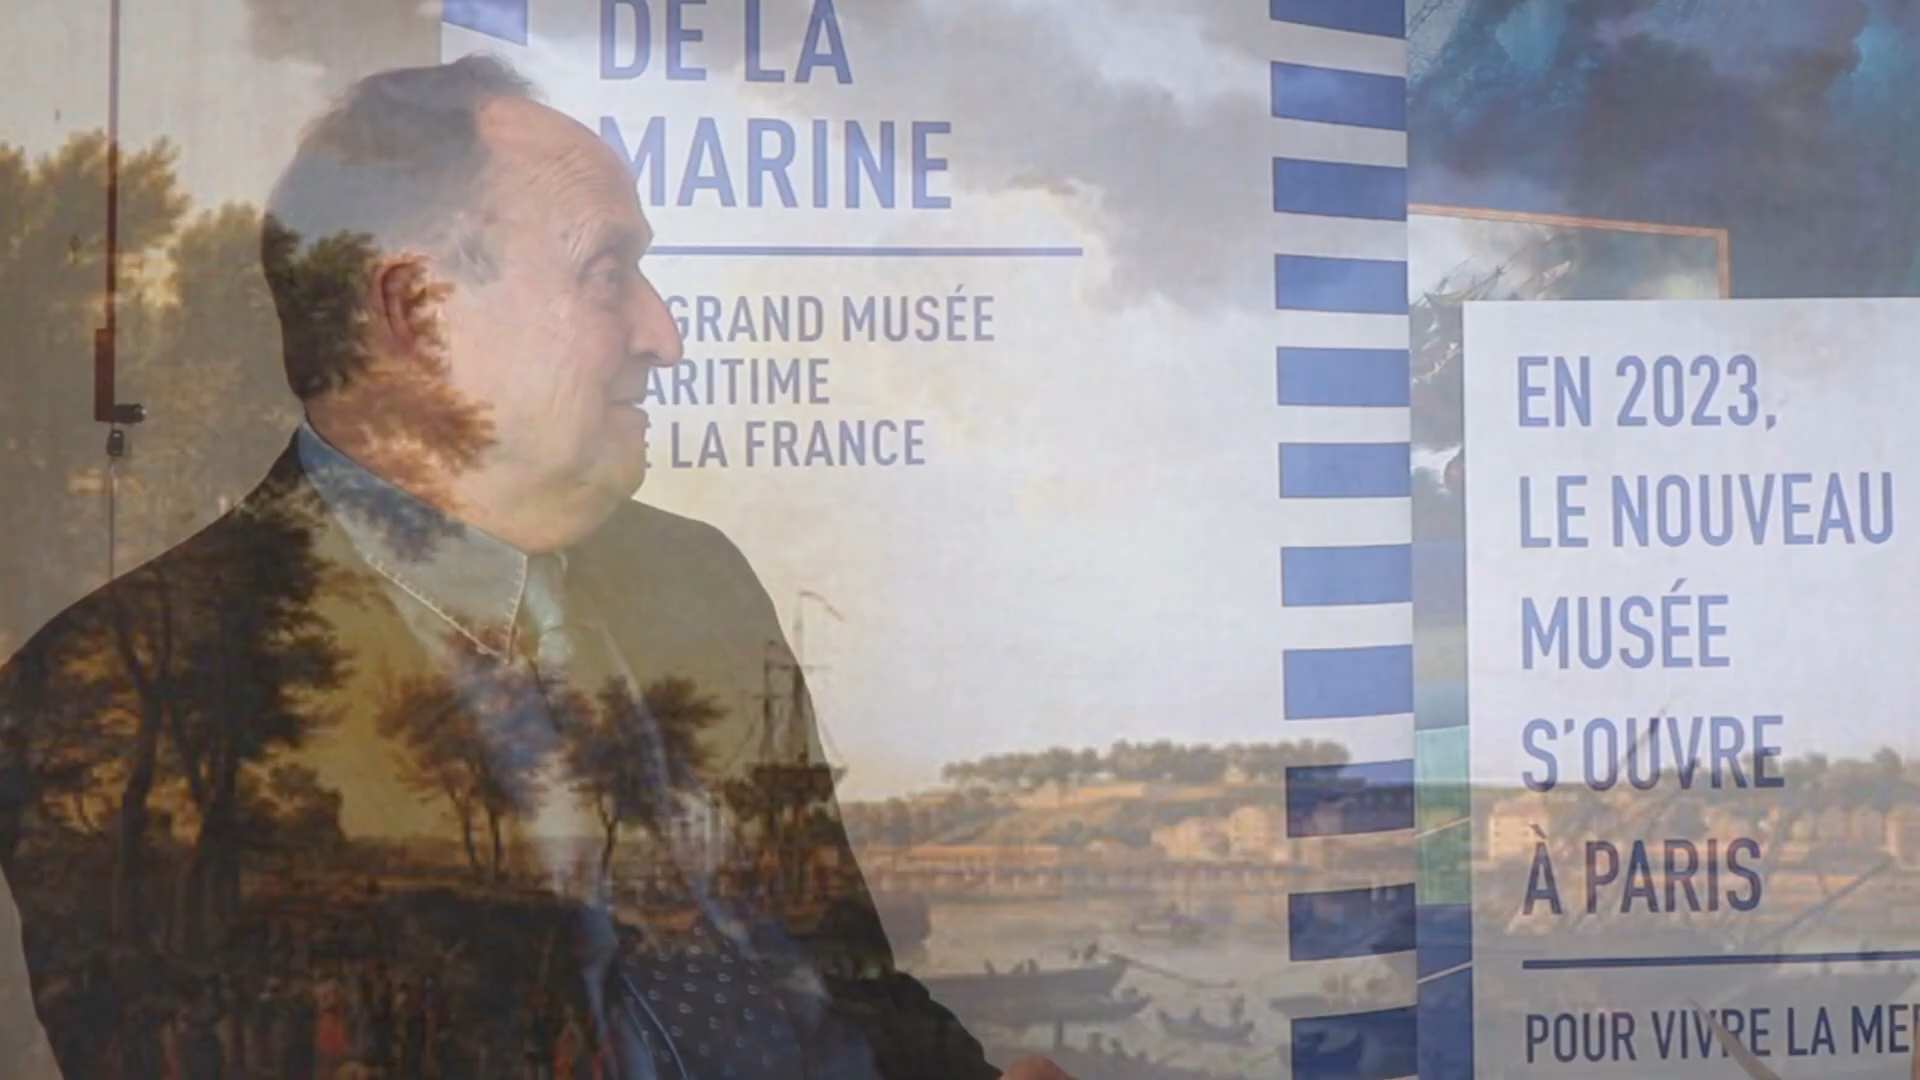 DE LA
MARINE
GRAND MUSÉE
ARITIME
LA FRANCE
EN 2023,
LE NOUVEAU
MUSÉE
S'OUVRE
À PARIS
POUR VIVRE LA ME